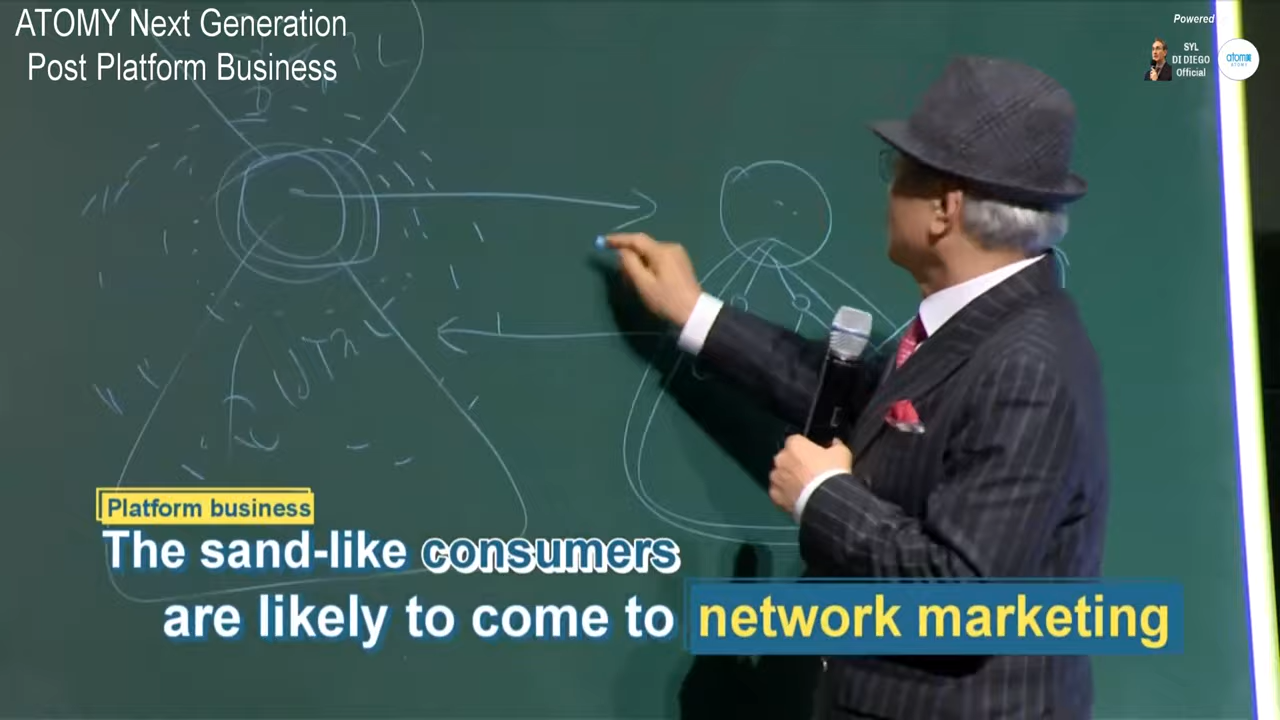 ATOMY Next Generation
Post Platform Business
Powered
SYL
DI DIEGO
Official
atomy
ATOMY
Platform business
The sand-like consumers
are likely to come to network marketing